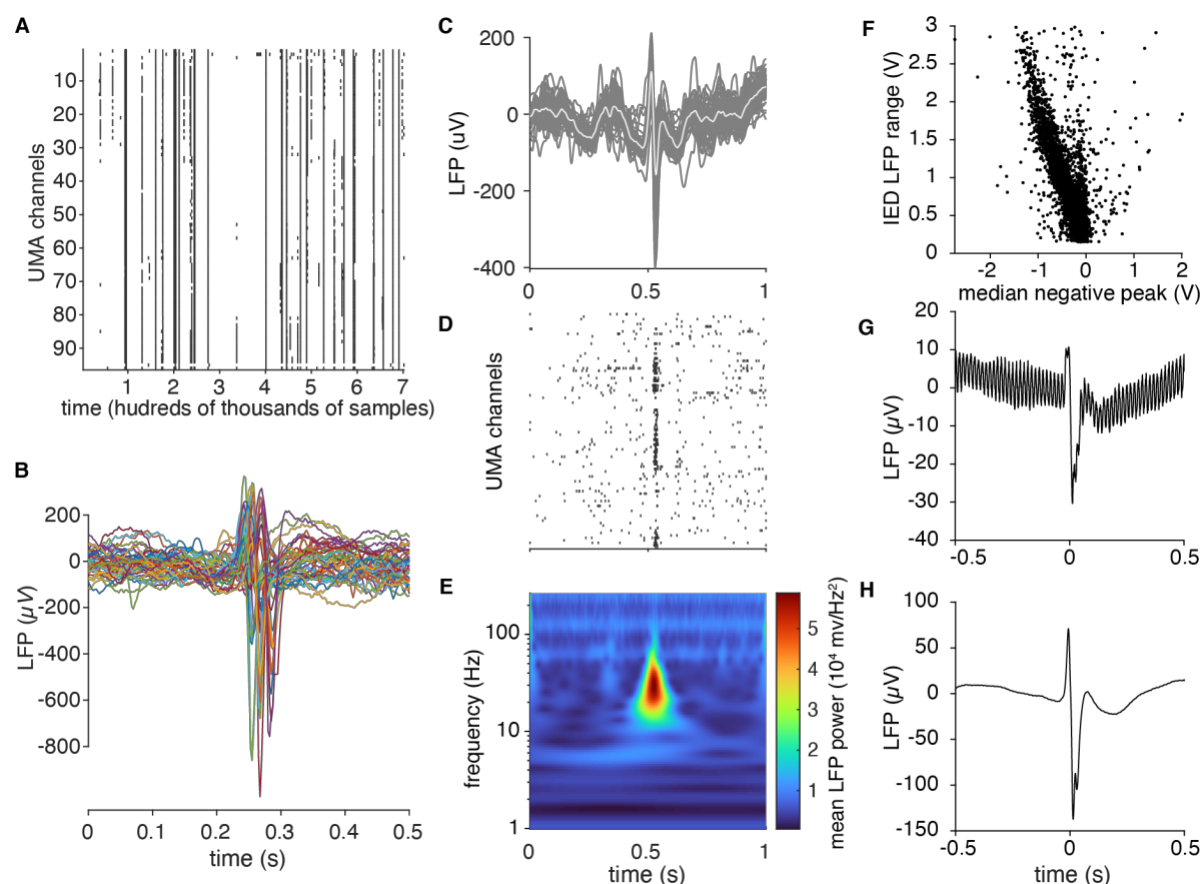 A
UMA channels
10
20
30
40
50
60
70
80
90
1 2 3 4 5 6 7
time (hudreds of thousands of samples)
B
LFP (µV)
200
0
-200
-400
-600
-800
0 0.1 0.2 0.3 0.4 0.5
time (s)
C
LFP (uV)
200
0
-200
-400
0 0.5 1
D
UMA channels
0 0.5 1
E
frequency (Hz)
100
10
1
0 0.5 1
time (s)
5
4
3
2
1
mean LFP power (10⁴ mv/Hz²)
F
IED LFP range (V)
3
2.5
2
1.5
1
0.5
0
-2 -1 0 1 2
median negative peak (V)
G
LFP (µV)
20
10
0
-10
-20
-30
-40
-0.5 0 0.5
H
LFP (µV)
100
50
0
-50
-100
-150
-0.5 0 0.5
time (s)